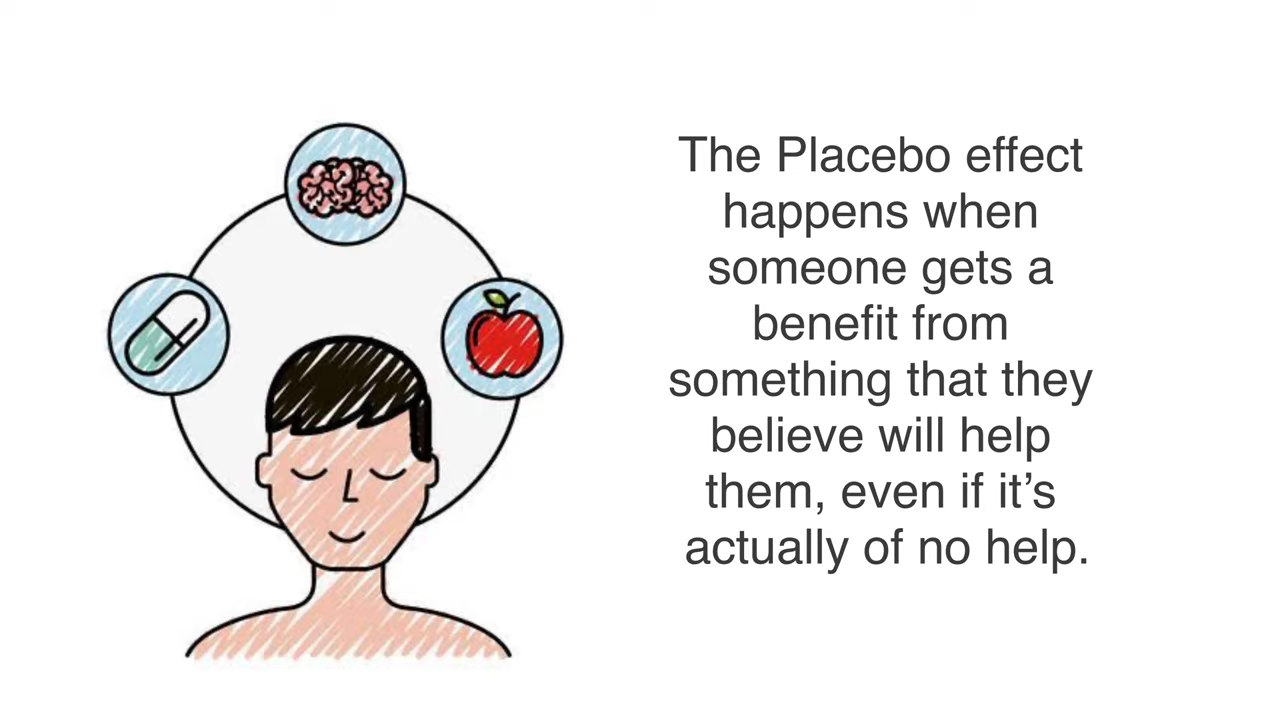 The Placebo effect
happens when
someone gets a
benefit from
something that they
believe will help
them, even if it’s
actually of no help.